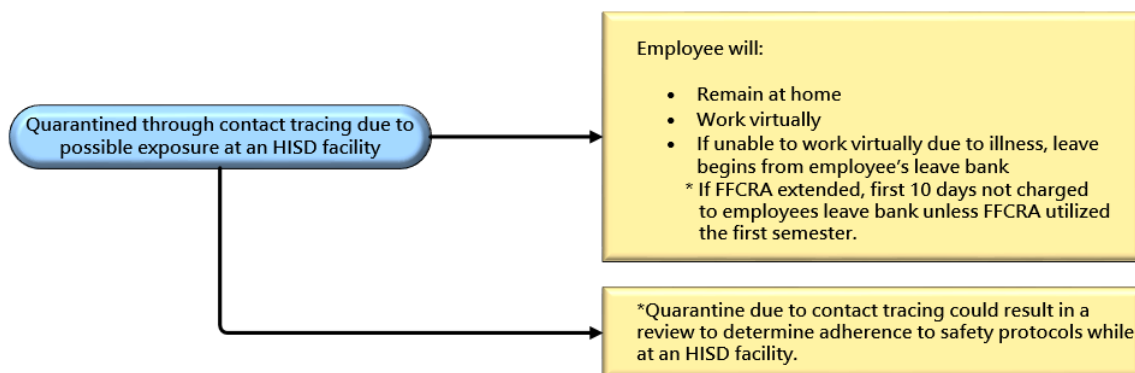 Quarantined through contact tracing due to
possible exposure at an HISD facility
Employee will:
• Remain at home
• Work virtually
• If unable to work virtually due to illness, leave
begins from employee's leave bank
* If FFCRA extended, first 10 days not charged
to employees leave bank unless FFCRA utilized
the first semester.
*Quarantine due to contact tracing could result in a
review to determine adherence to safety protocols while
at an HISD facility.